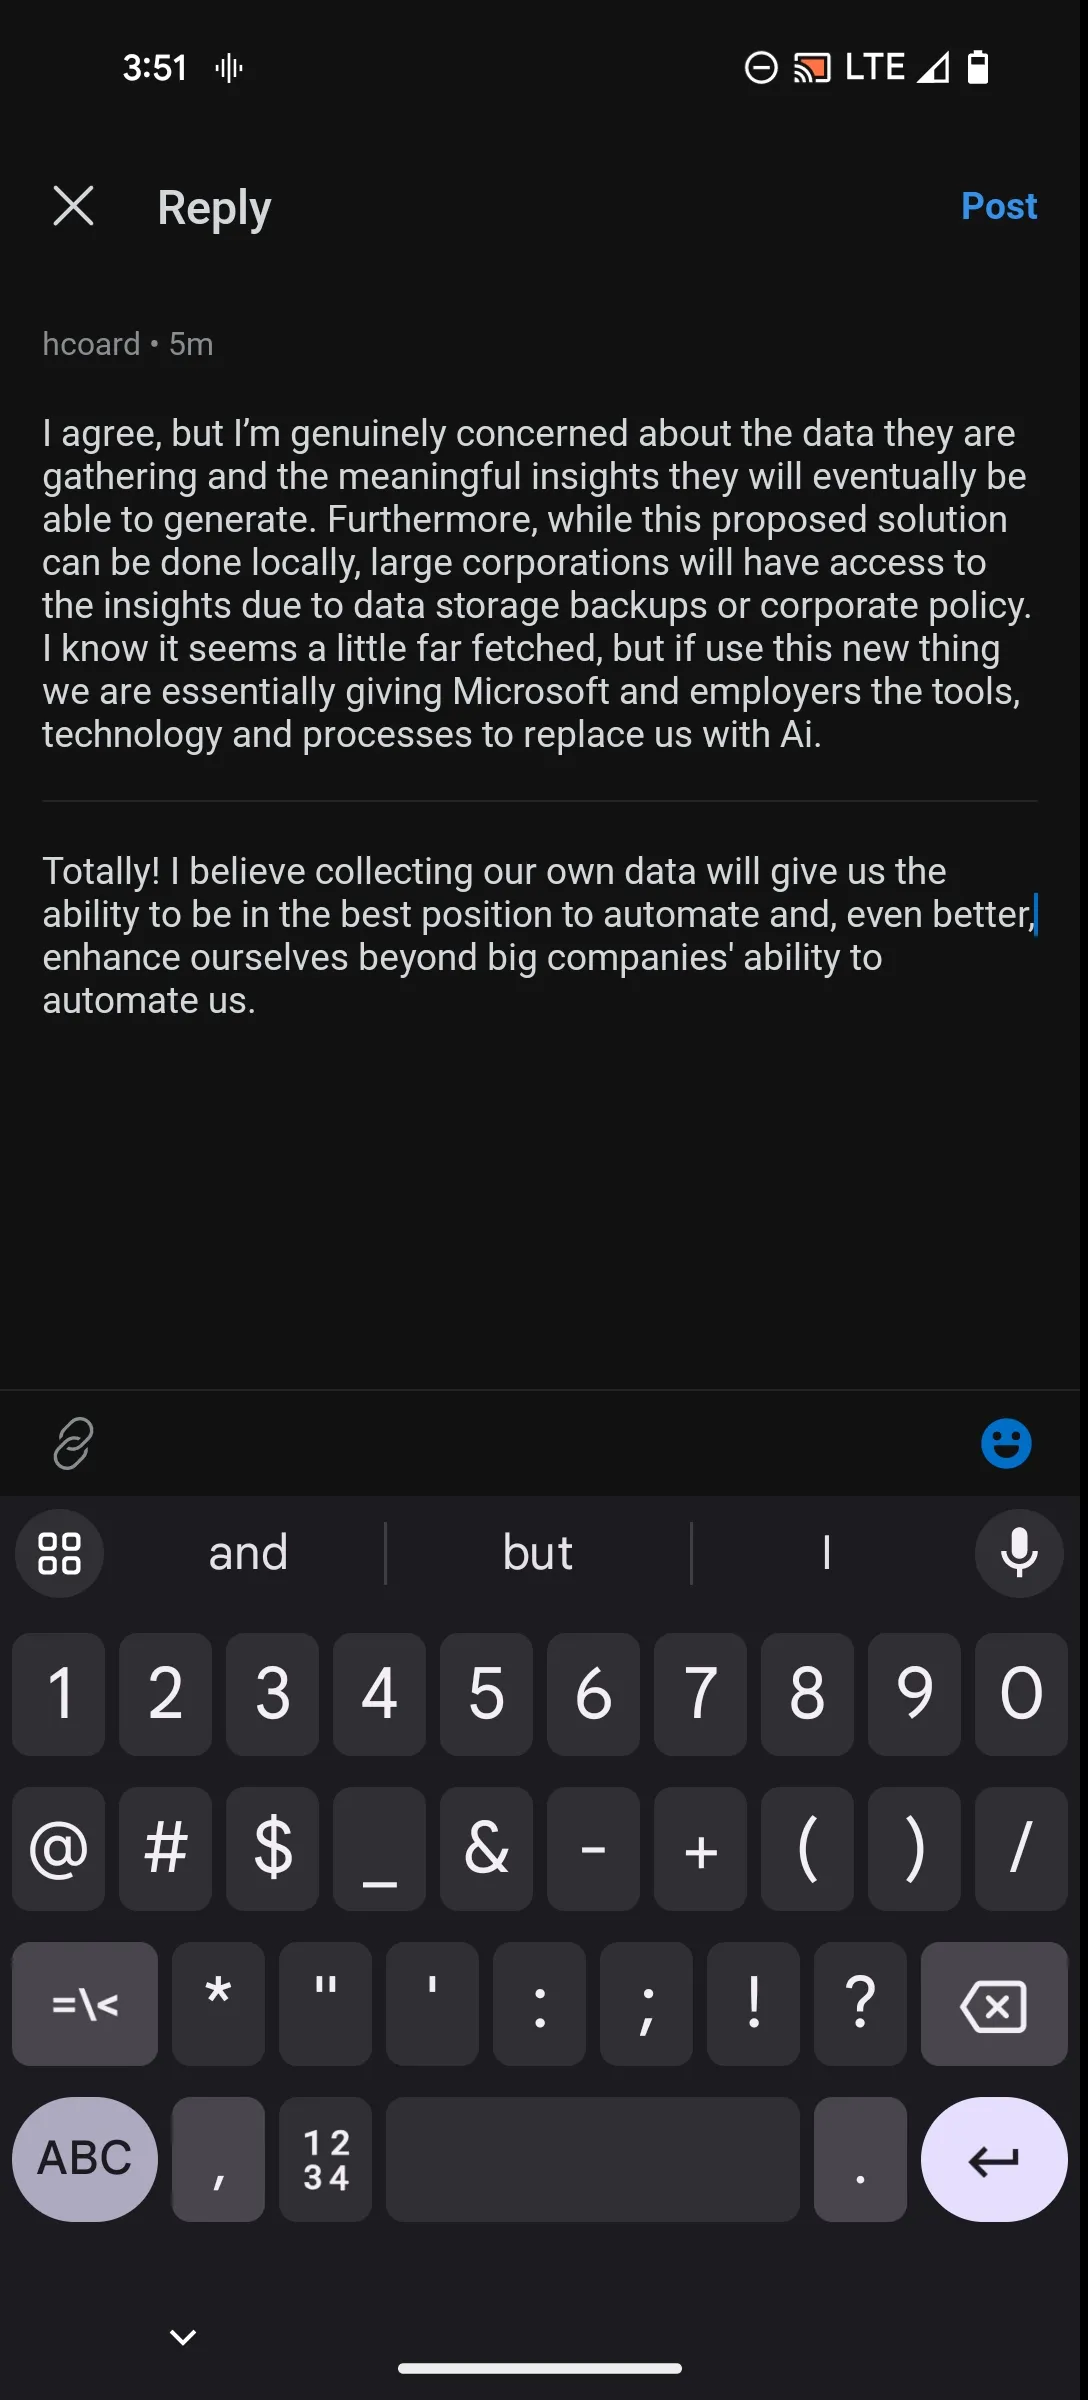 3:51 LTE
Reply Post
hcoard • 5m
I agree, but I’m genuinely concerned about the data they are
gathering and the meaningful insights they will eventually be
able to generate. Furthermore, while this proposed solution
can be done locally, large corporations will have access to
the insights due to data storage backups or corporate policy.
I know it seems a little far fetched, but if use this new thing
we are essentially giving Microsoft and employers the tools,
technology and processes to replace us with Ai.
Totally! I believe collecting our own data will give us the
ability to be in the best position to automate and, even better,
enhance ourselves beyond big companies' ability to
automate us.
and but I
1 2 3 4 5 6 7 8 9 0
@ # $ _ & - + ( ) /
=\< * " ' : ; ! ?
ABC , 12 .
34